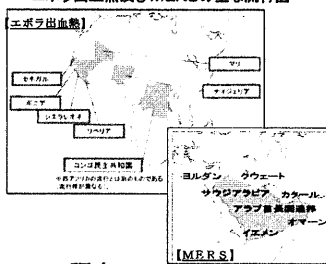 【エボラ出血熱】
マリ
セネガル
ナイジェリア
ギニア
シエラレオネ
リベリア
コンゴ民主共和国
ヨルダン クウェート
サウジアラビア カタール
アラブ首長国連邦
オマーン
イエメン
【MERS】